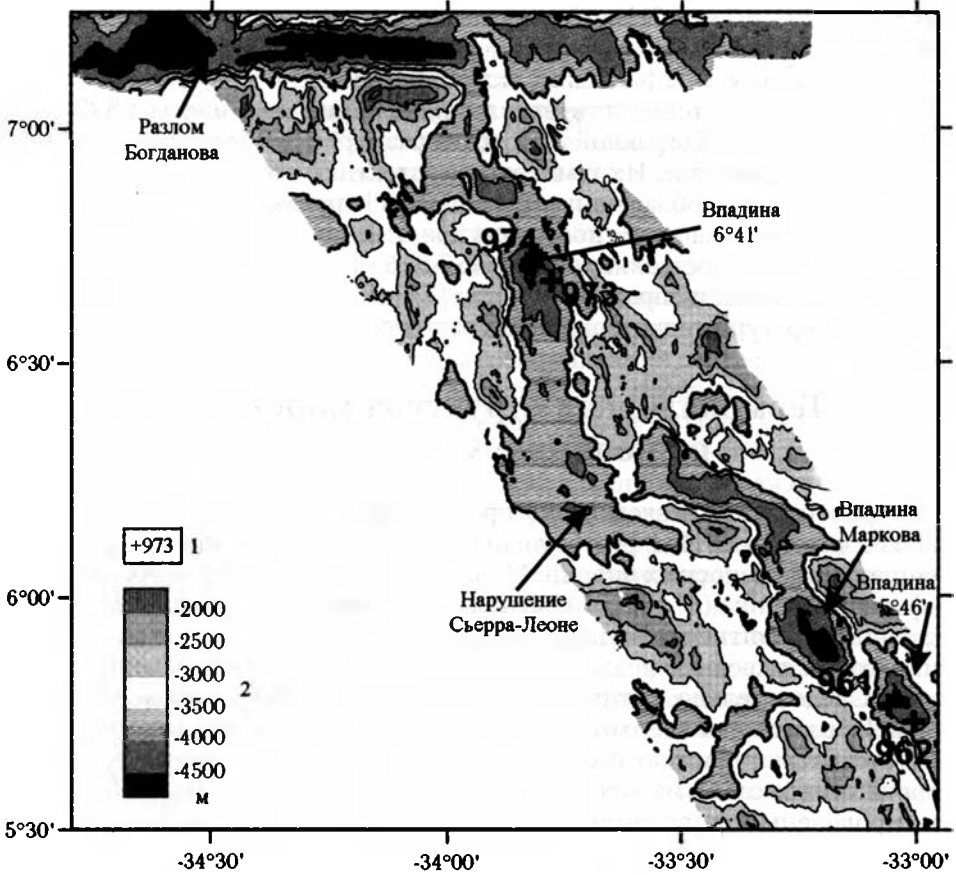 Разлом
Богданова
7°00'
Впадина
6°41'
974
973
6°30'
Впадина
Маркова
+973 1
Впадина
5°46'
6°00'
-2000
Нарушение
Сьерра-Леоне
-2500
-3000
2
-3500
-4000
-4500
м
961
962
5°30'
-34°30'
-34°00'
-33°30'
-33°00'